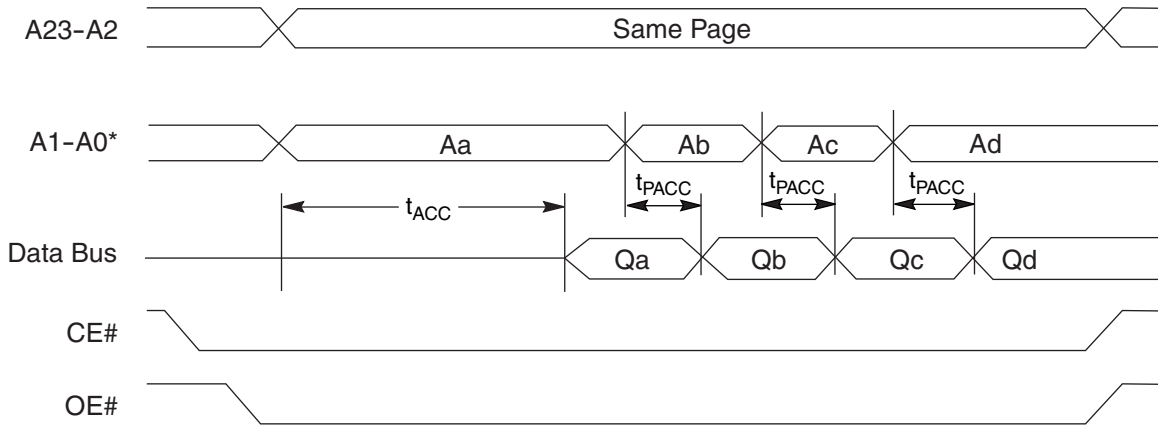 A23-A2 Same Page
A1-A0* Aa Ab Ac Ad
tACC tPACC tPACC tPACC
Data Bus Qa Qb Qc Qd
CE#
OE#